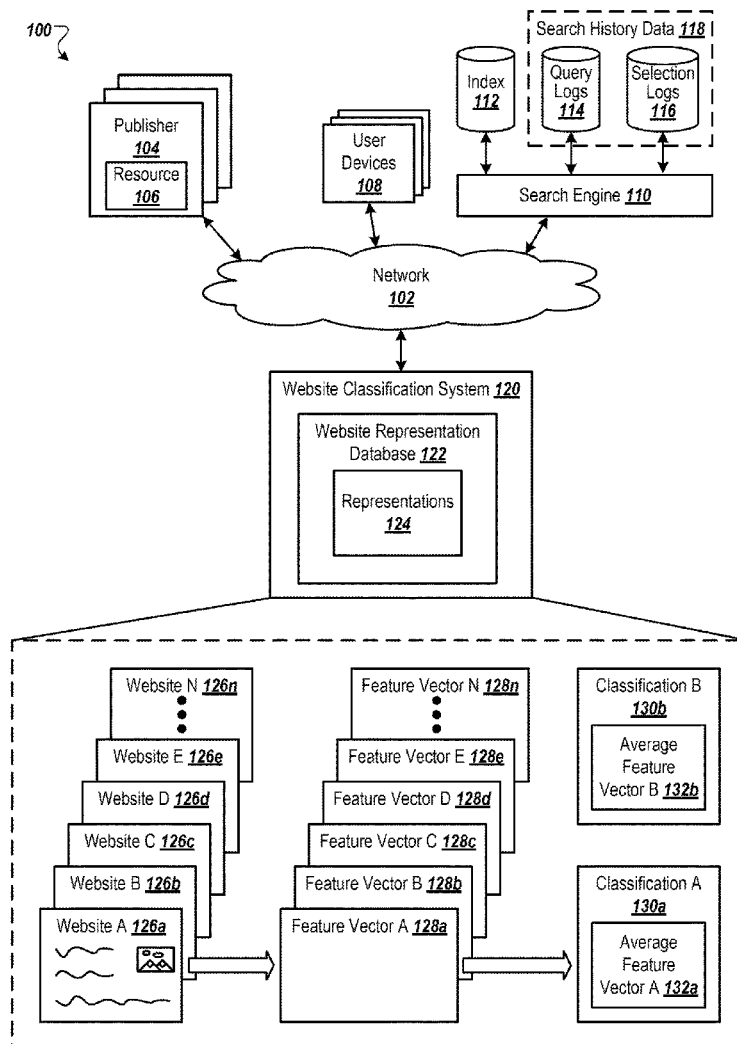 100
Search History Data 118
Index
112
Query
Logs
114
Selection
Logs
116
Publisher
104
Resource
106
User
Devices
108
Search Engine 110
Network
102
Website Classification System 120
Website Representation
Database 122
Representations
124
Website N 126n
Website E 126e
Website D 126d
Website C 126c
Website B 126b
Website A 126a
Feature Vector N 128n
Feature Vector E 128e
Feature Vector D 128d
Feature Vector C 128c
Feature Vector B 128b
Feature Vector A 128a
Classification B
130b
Average
Feature
Vector B 132b
Classification A
130a
Average
Feature
Vector A 132a